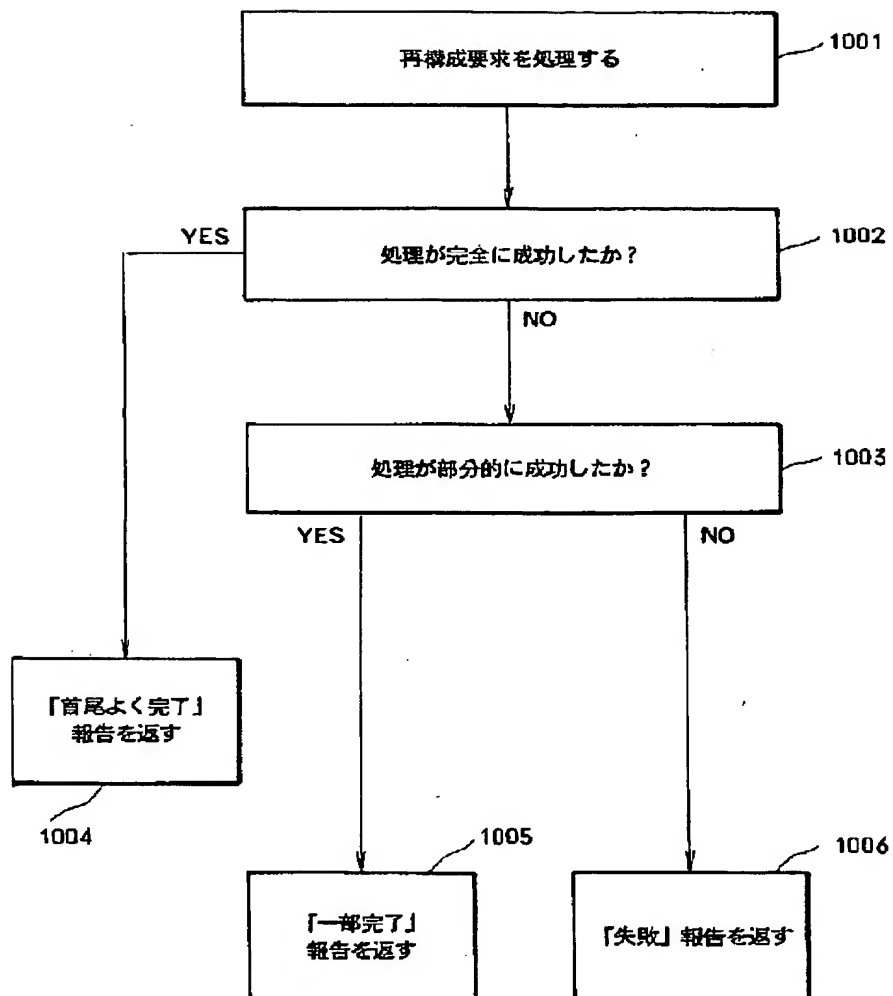 再構成要求を処理する
1001
処理が完全に成功したか？
1002
YES
NO
処理が部分的に成功したか？
1003
YES
NO
「首尾よく完了」
報告を返す
1004
「一部完了」
報告を返す
1005
「失敗」報告を返す
1006